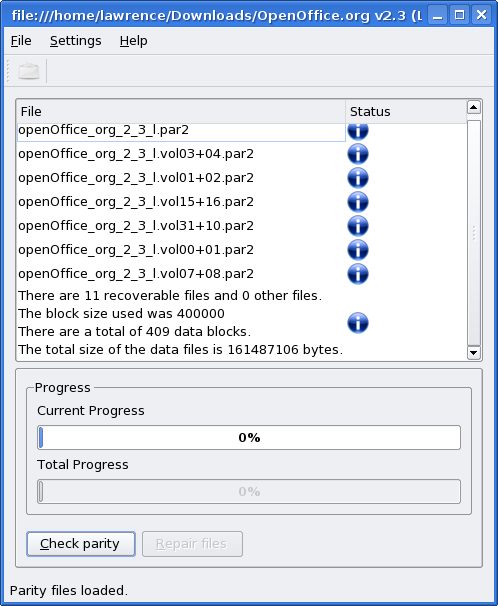 file:///home/lawrence/Downloads/OpenOffice.org v2.3 (L
File Settings Help
File Status
openOffice_org_2_3_l.par2
openOffice_org_2_3_l.vol03+04.par2
openOffice_org_2_3_l.vol01+02.par2
openOffice_org_2_3_l.vol15+16.par2
openOffice_org_2_3_l.vol31+10.par2
openOffice_org_2_3_l.vol00+01.par2
openOffice_org_2_3_l.vol07+08.par2
There are 11 recoverable files and 0 other files.
The block size used was 400000
There are a total of 409 data blocks.
The total size of the data files is 161487106 bytes.
Progress
Current Progress
0%
Total Progress
0%
Check parity Repair files
Parity files loaded.